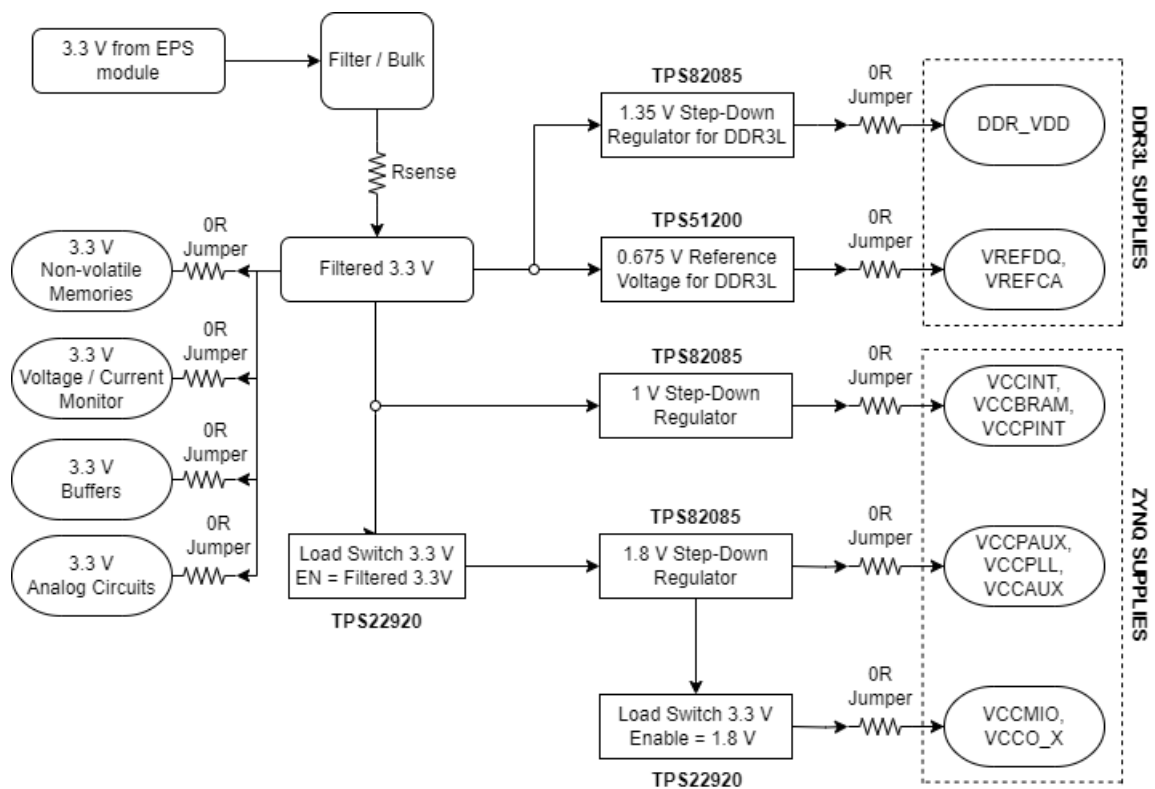 3.3 V from EPS
module
Filter / Bulk
Rsense
TPS82085
1.35 V Step-Down
Regulator for DDR3L
0R
Jumper
DDR_VDD
DDR3L SUPPLIES
Filtered 3.3 V
TPS51200
0.675 V Reference
Voltage for DDR3L
0R
Jumper
VREFDQ,
VREFCA
0R
Jumper
3.3 V
Non-volatile
Memories
0R
Jumper
3.3 V
Voltage / Current
Monitor
0R
Jumper
3.3 V
Buffers
0R
Jumper
3.3 V
Analog Circuits
TPS82085
1 V Step-Down
Regulator
0R
Jumper
VCCINT,
VCCBRAM,
VCCPINT
ZYNQ SUPPLIES
Load Switch 3.3 V
EN = Filtered 3.3V
TPS22920
TPS82085
1.8 V Step-Down
Regulator
0R
Jumper
VCCPAUX,
VCCPLL,
VCCAUX
Load Switch 3.3 V
Enable = 1.8 V
TPS22920
0R
Jumper
VCCMIO,
VCCO_X